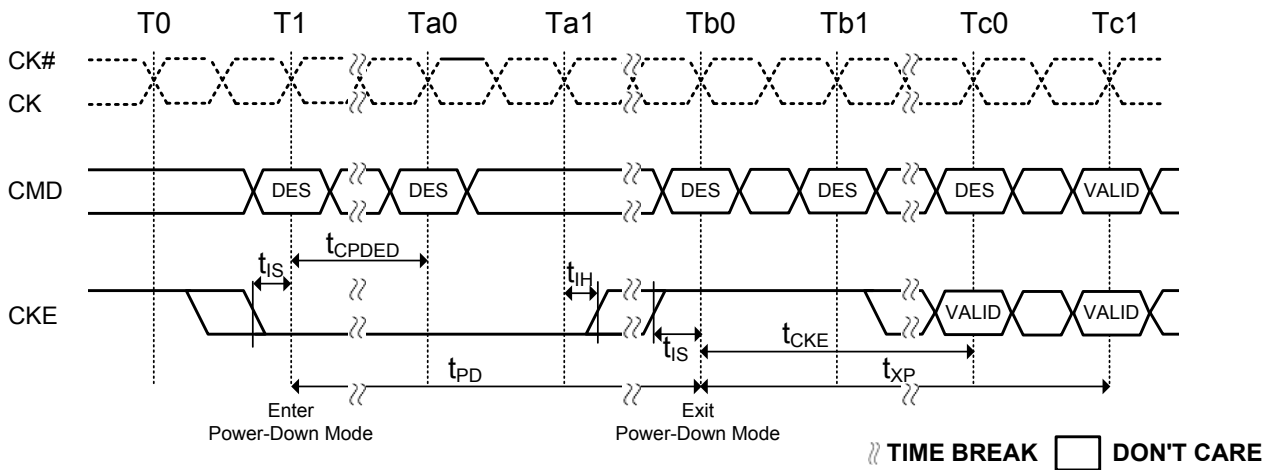 T0 T1 Ta0 Ta1 Tb0 Tb1 Tc0 Tc1
CK#
CK
CMD DES DES DES DES DES VALID
tCPDED
tIS tIH
CKE VALID VALID
tIS tCKE
tPD tXP
Enter Power-Down Mode
Exit Power-Down Mode
TIME BREAK DON'T CARE